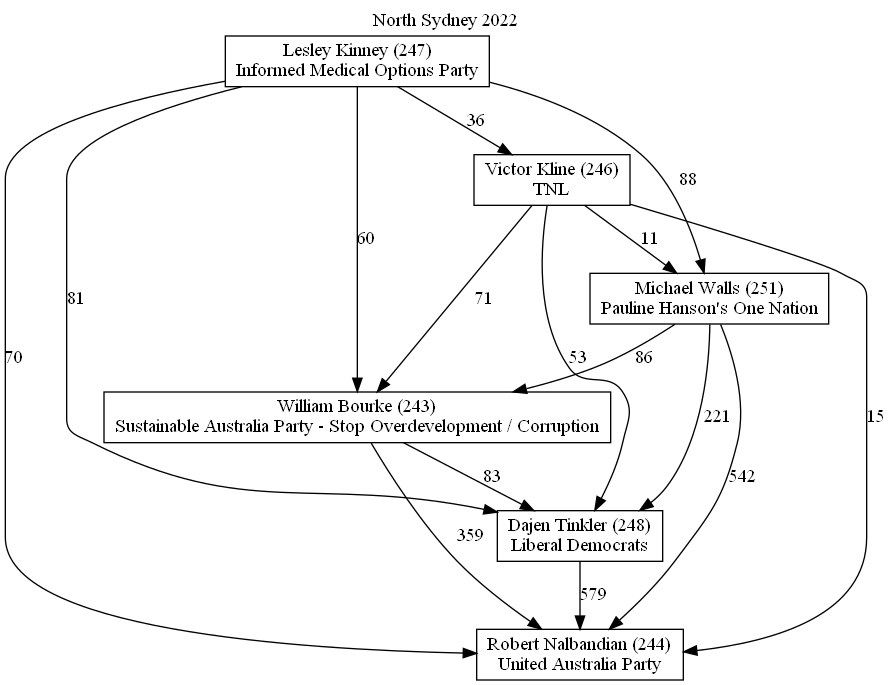 North Sydney 2022
Lesley Kinney (247)
Informed Medical Options Party
36
Victor Kline (246)
TNL
88
60
11
Michael Walls (251)
Pauline Hanson's One Nation
81
71
70
53
86
William Bourke (243)
Sustainable Australia Party - Stop Overdevelopment / Corruption
221
15
83
542
Dajen Tinkler (248)
Liberal Democrats
359
579
Robert Nalbandian (244)
United Australia Party